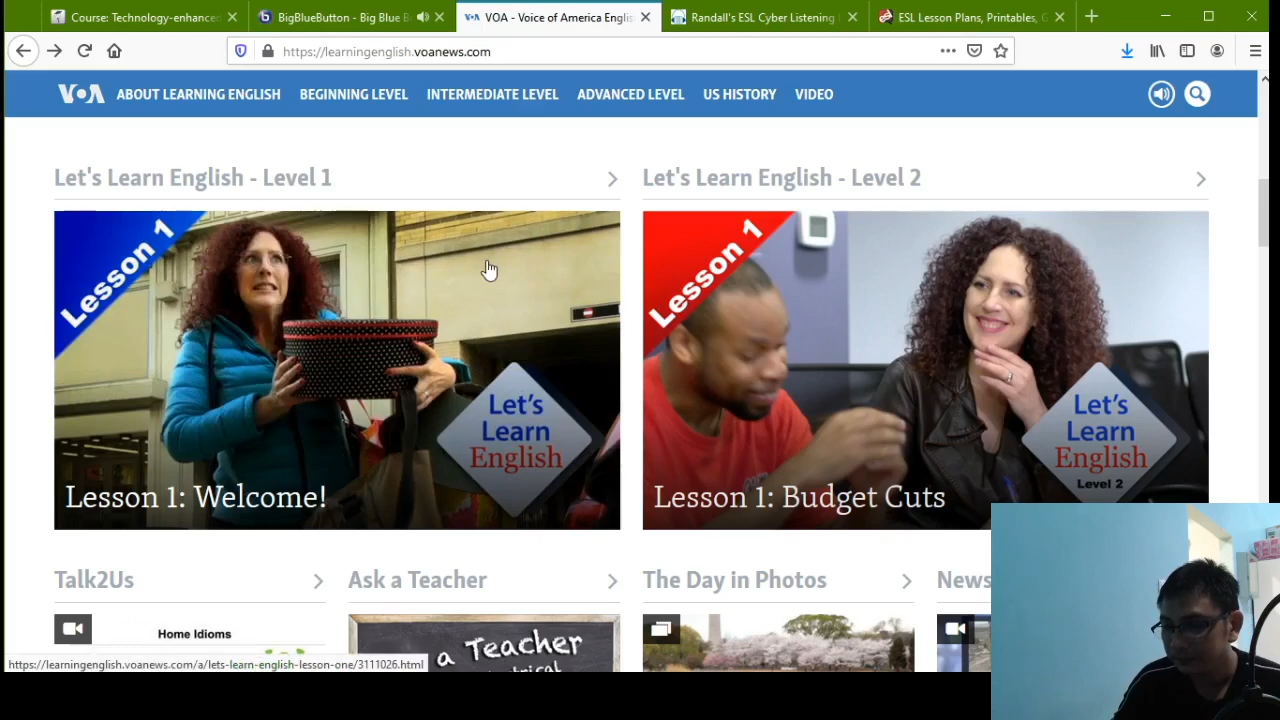 Course: Technology-enhanced
BigBlueButton - Big Blue B
VOA - Voice of America Englis
Randall's ESL Cyber Listening
ESL Lesson Plans, Printables, G
https://learningenglish.voanews.com
VOA ABOUT LEARNING ENGLISH BEGINNING LEVEL INTERMEDIATE LEVEL ADVANCED LEVEL US HISTORY VIDEO
Let's Learn English - Level 1
Lesson 1
Let's
Learn
English
Lesson 1: Welcome!
Let's Learn English - Level 2
Lesson 1
Let's
Learn
English
Level 2
Lesson 1: Budget Cuts
Talk2Us
Home Idioms
Ask a Teacher
a Teacher
The Day in Photos
News
https://learningenglish.voanews.com/a/lets-learn-english-lesson-one/3111026.html